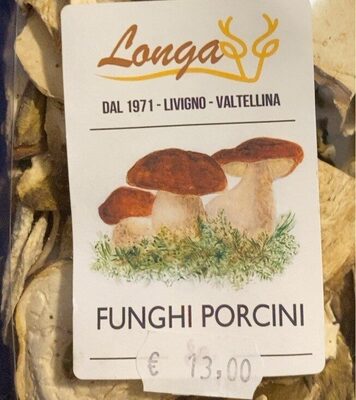 Longa
DAL 1971 - LIVIGNO - VALTELLINA
FUNGHI PORCINI
€ 13,00